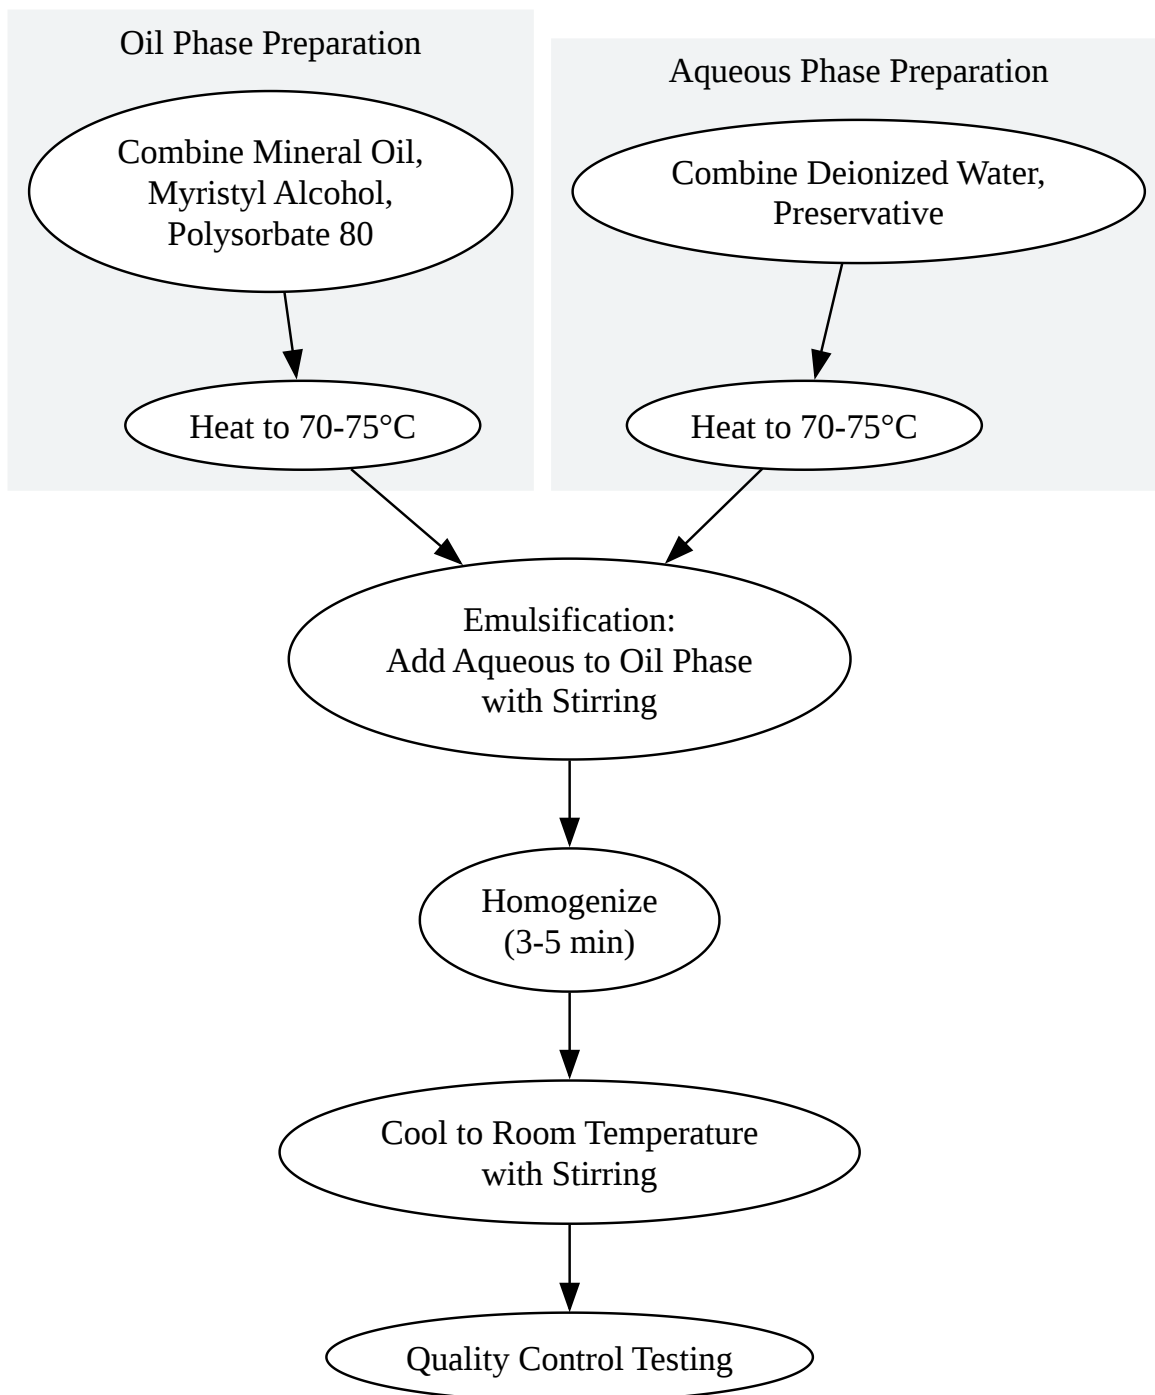 Oil Phase Preparation
Combine Mineral Oil,
Myristyl Alcohol,
Polysorbate 80
Heat to 70-75°C
Aqueous Phase Preparation
Combine Deionized Water,
Preservative
Heat to 70-75°C
Emulsification:
Add Aqueous to Oil Phase
with Stirring
Homogenize
(3-5 min)
Cool to Room Temperature
with Stirring
Quality Control Testing